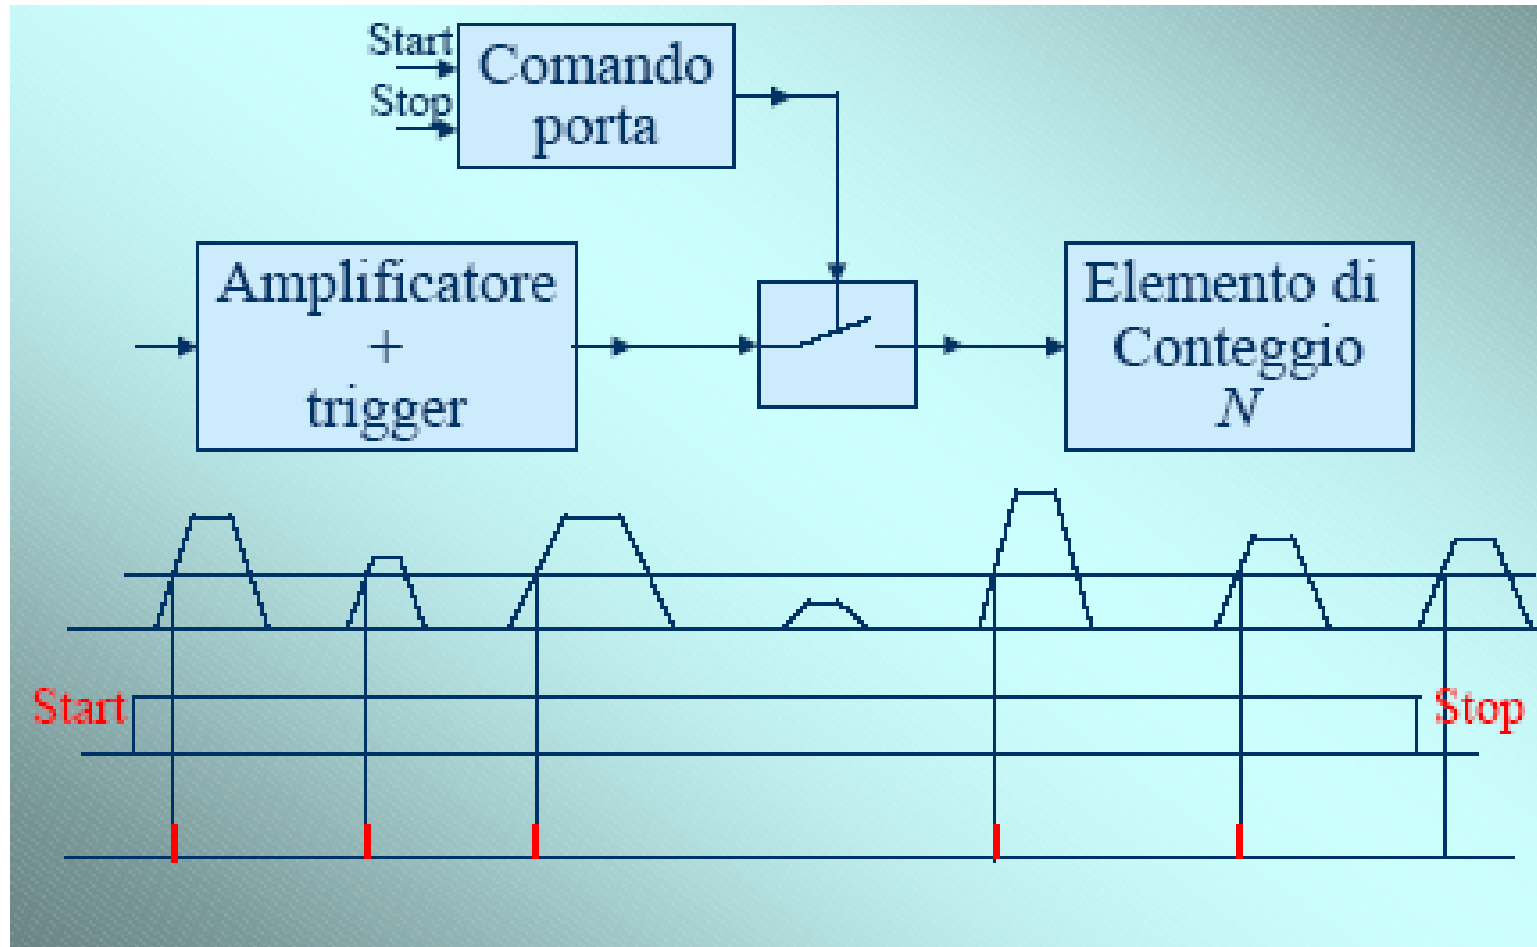 Start
Stop
Comando
porta
Amplificatore
+
trigger
Elemento di
Conteggio
N
Start
Stop